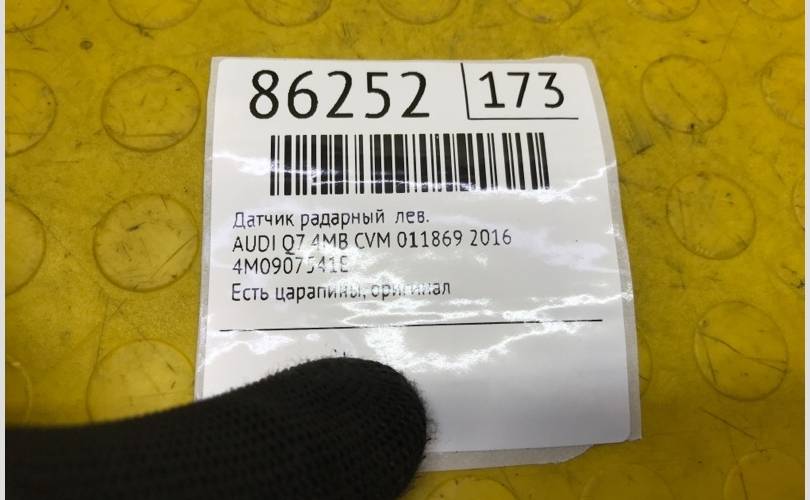 86252 173
Датчик радарный лев.
AUDI Q7 4MB CVM 011869 2016
4M0907541E
Есть царапины, оригинал